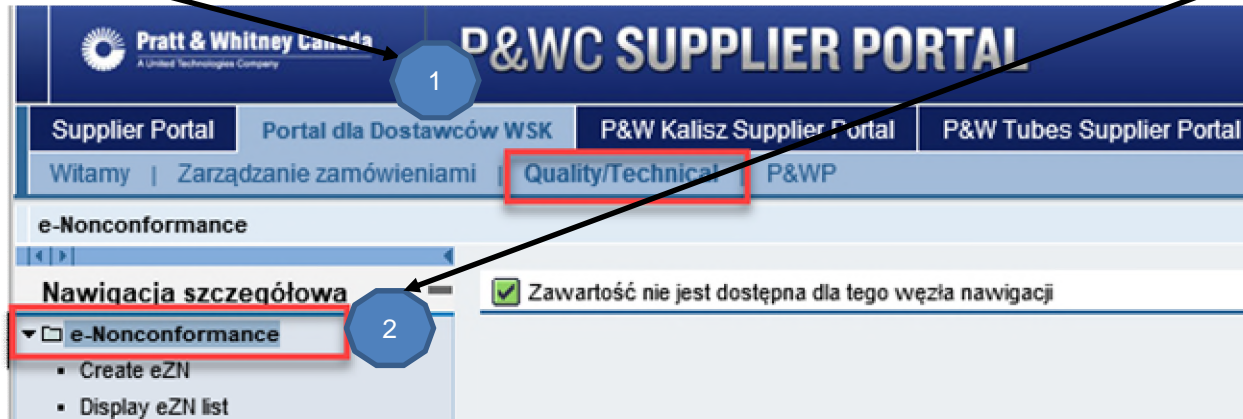 Pratt & Whitney Canada
A United Technologies Company
P&WC SUPPLIER PORTAL
1
Supplier Portal
Portal dla Dostawców WSK
P&W Kalisz Supplier Portal
P&W Tubes Supplier Portal
Witamy | Zarządzanie zamówieniami | Quality/Technical | P&WP
e-Nonconformance
Nawigacja szczegółowa
Zawartość nie jest dostępna dla tego węzła nawigacji
e-Nonconformance
2
Create eZN
Display eZN list